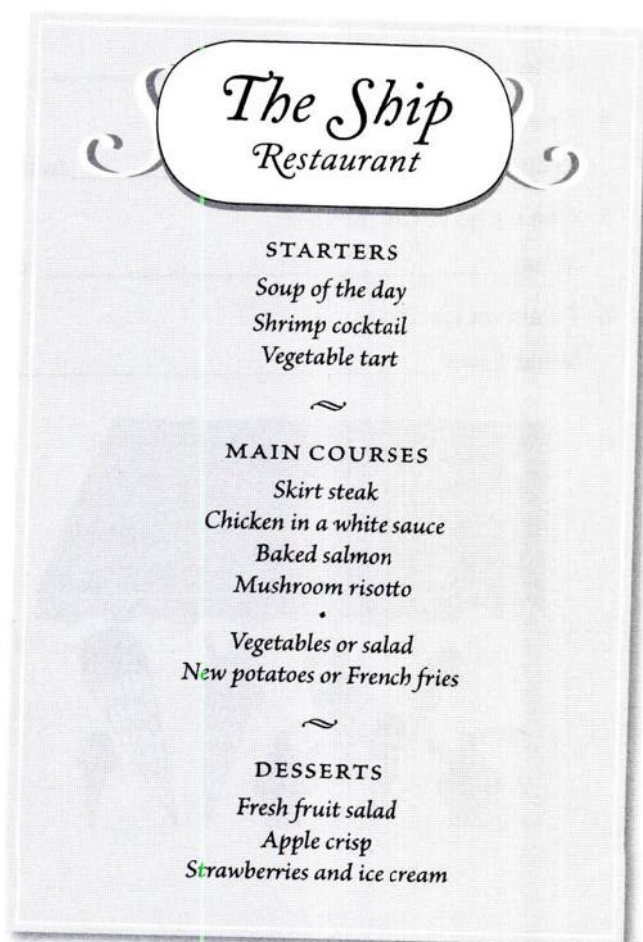 The Ship
Restaurant
STARTERS
Soup of the day
Shrimp cocktail
Vegetable tart
MAIN COURSES
Skirt steak
Chicken in a white sauce
Baked salmon
Mushroom risotto
Vegetables or salad
New potatoes or French fries
DESSERTS
Fresh fruit salad
Apple crisp
Strawberries and ice cream